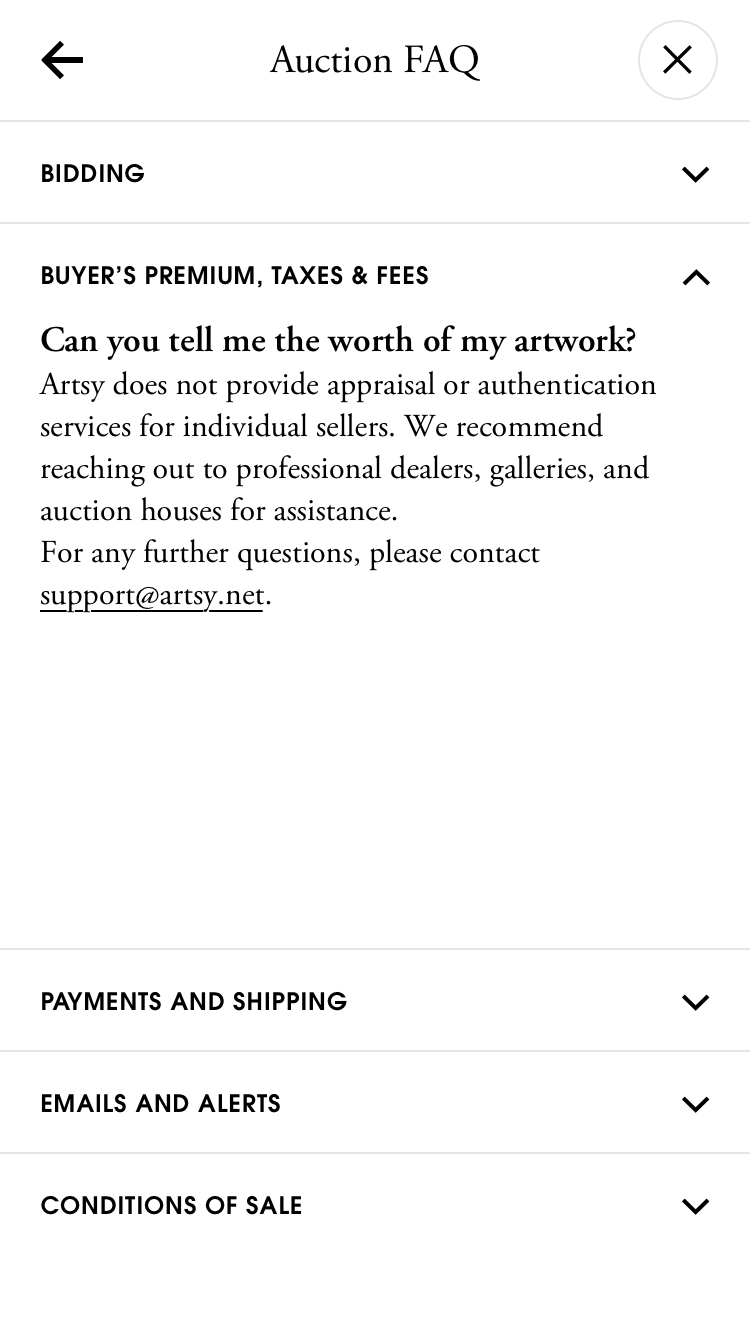 Auction FAQ
BIDDING
BUYER’S PREMIUM, TAXES & FEES
Can you tell me the worth of my artwork?
Artsy does not provide appraisal or authentication
services for individual sellers. We recommend
reaching out to professional dealers, galleries, and
auction houses for assistance.
For any further questions, please contact
support@artsy.net.
PAYMENTS AND SHIPPING
EMAILS AND ALERTS
CONDITIONS OF SALE